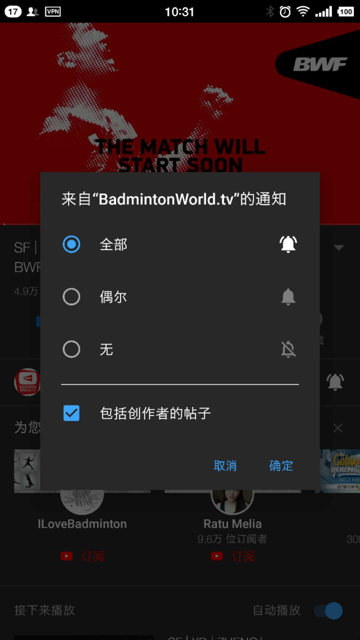 17
VPN
10:31
100
BWF
THE MATCH WILL
START SOON
来自“BadmintonWorld.tv”的通知
SF |
全部
BWF
4.9万
偶尔
无
包括创作者的帖子
为您
取消
确定
ILoveBadminton
Ratu Melia
9.6万 位订阅者
订阅
订阅
接下来播放
自动播放